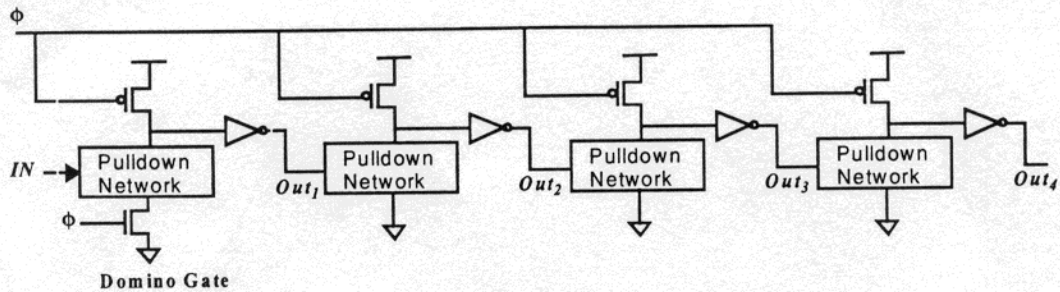 ϕ
IN
Pulldown
Network
Out₁
Pulldown
Network
Out₂
Pulldown
Network
Out₃
Pulldown
Network
Out₄
ϕ
Domino Gate